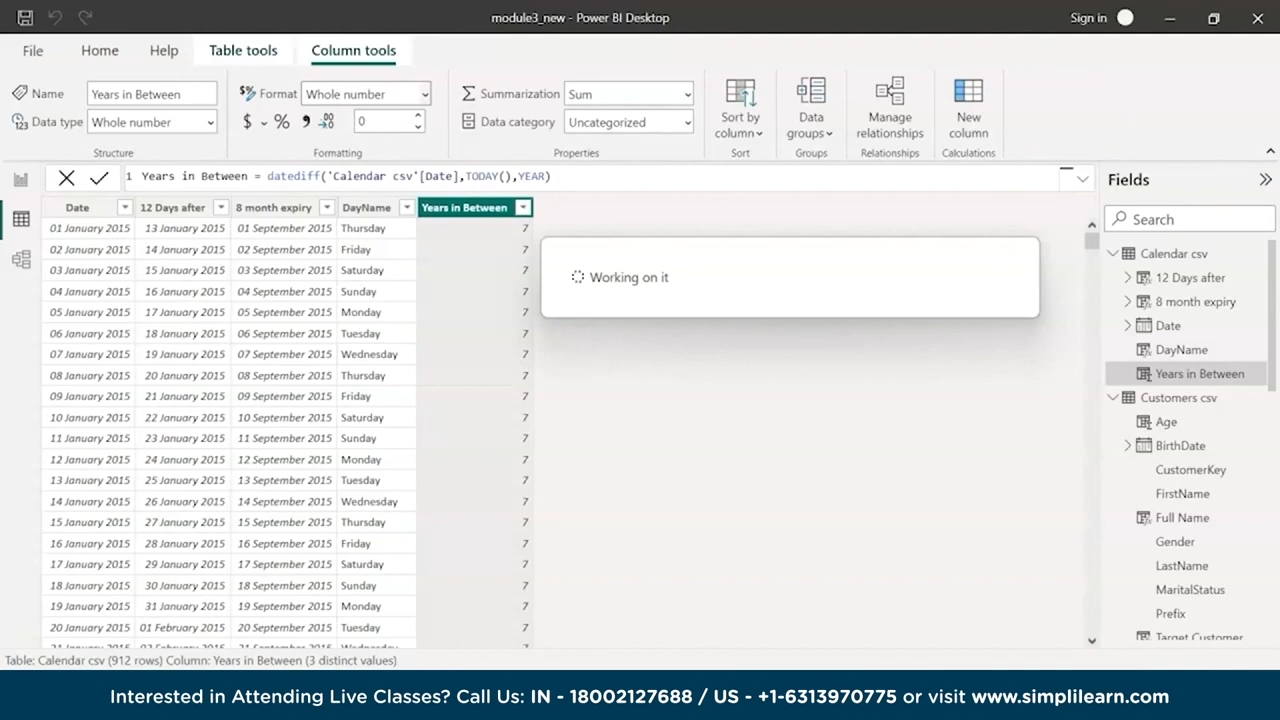 module3_new - Power BI Desktop
Sign in
File Home Help Table tools Column tools
Name Years in Between
Data type Whole number
Structure
Format Whole number
$ % 9 0
Formatting
Summarization Sum
Data category Uncategorized
Properties
Sort by column
Sort
Data groups
Groups
Manage relationships
Relationships
New column
Calculations
1 Years in Between = datediff('Calendar csv'[Date],TODAY(),YEAR)
Date 12 Days after 8 month expiry DayName Years in Between
01 January 2015 13 January 2015 01 September 2015 Thursday 7
02 January 2015 14 January 2015 02 September 2015 Friday 7
03 January 2015 15 January 2015 03 September 2015 Saturday 7
04 January 2015 16 January 2015 04 September 2015 Sunday 7
05 January 2015 17 January 2015 05 September 2015 Monday 7
06 January 2015 18 January 2015 06 September 2015 Tuesday 7
07 January 2015 19 January 2015 07 September 2015 Wednesday 7
08 January 2015 20 January 2015 08 September 2015 Thursday 7
09 January 2015 21 January 2015 09 September 2015 Friday 7
10 January 2015 22 January 2015 10 September 2015 Saturday 7
11 January 2015 23 January 2015 11 September 2015 Sunday 7
12 January 2015 24 January 2015 12 September 2015 Monday 7
13 January 2015 25 January 2015 13 September 2015 Tuesday 7
14 January 2015 26 January 2015 14 September 2015 Wednesday 7
15 January 2015 27 January 2015 15 September 2015 Thursday 7
16 January 2015 28 January 2015 16 September 2015 Friday 7
17 January 2015 29 January 2015 17 September 2015 Saturday 7
18 January 2015 30 January 2015 18 September 2015 Sunday 7
19 January 2015 31 January 2015 19 September 2015 Monday 7
20 January 2015 01 February 2015 20 September 2015 Tuesday 7
Working on it
Fields
Search
Calendar csv
12 Days after
8 month expiry
Date
DayName
Years in Between
Customers csv
Age
BirthDate
CustomerKey
FirstName
Full Name
Gender
LastName
MaritalStatus
Prefix
Target Customer
Table: Calendar csv (912 rows) Column: Years in Between (3 distinct values)
Interested in Attending Live Classes? Call Us: IN - 18002127688 / US - +1-6313970775 or visit www.simplilearn.com